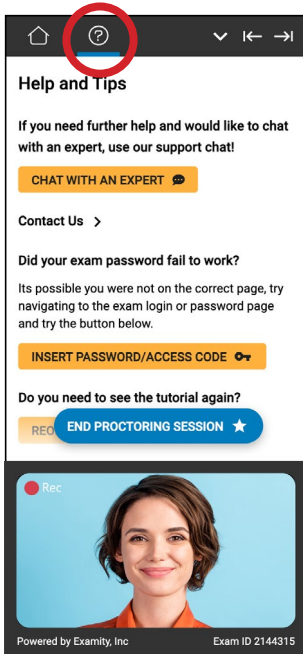 Help and Tips
If you need further help and would like to chat
with an expert, use our support chat!
CHAT WITH AN EXPERT
Contact Us >
Did your exam password fail to work?
Its possible you were not on the correct page, try
navigating to the exam login or password page
and try the button below.
INSERT PASSWORD/ACCESS CODE
Do you need to see the tutorial again?
END PROCTORING SESSION
Rec
Powered by Examity, Inc
Exam ID 2144315